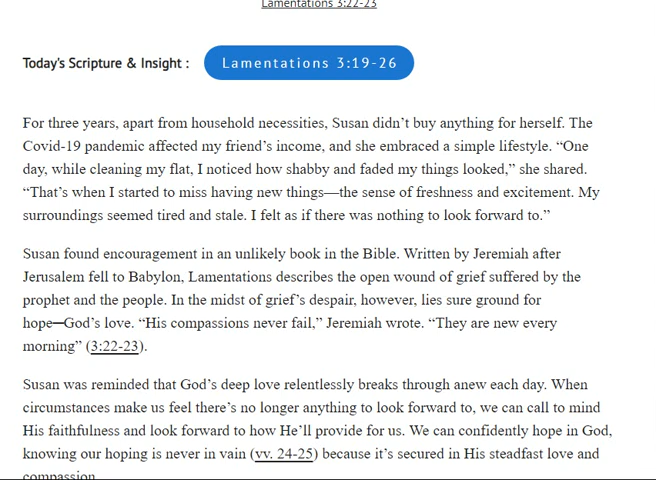 Lamentations 3:22-23
Today's Scripture & Insight : Lamentations 3:19-26
For three years, apart from household necessities, Susan didn’t buy anything for herself. The
Covid-19 pandemic affected my friend’s income, and she embraced a simple lifestyle. “One
day, while cleaning my flat, I noticed how shabby and faded my things looked,” she shared.
“That’s when I started to miss having new things—the sense of freshness and excitement. My
surroundings seemed tired and stale. I felt as if there was nothing to look forward to.”
Susan found encouragement in an unlikely book in the Bible. Written by Jeremiah after
Jerusalem fell to Babylon, Lamentations describes the open wound of grief suffered by the
prophet and the people. In the midst of grief’s despair, however, lies sure ground for
hope—God’s love. “His compassions never fail,” Jeremiah wrote. “They are new every
morning” (3:22-23).
Susan was reminded that God’s deep love relentlessly breaks through anew each day. When
circumstances make us feel there’s no longer anything to look forward to, we can call to mind
His faithfulness and look forward to how He’ll provide for us. We can confidently hope in God,
knowing our hoping is never in vain (vv. 24-25) because it’s secured in His steadfast love and
compassion.